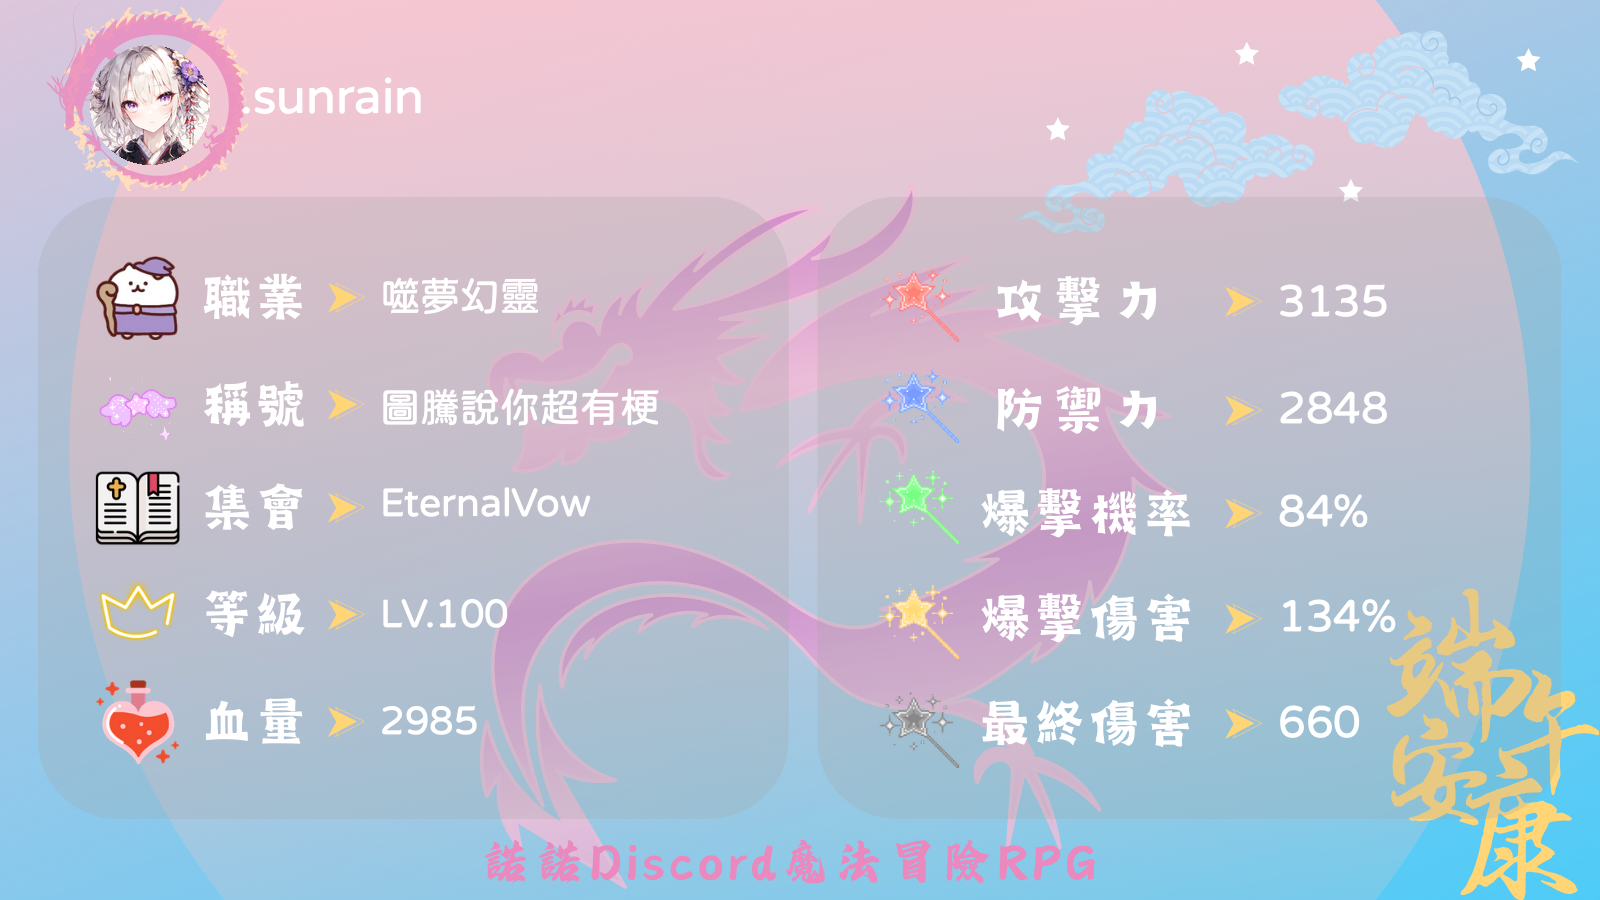 .sunrain
職業 噬夢幻靈
稱號 圖騰說你超有梗
集會 EternalVow
等級 LV.100
血量 2985
攻擊力 3135
防禦力 2848
爆擊機率 84%
爆擊傷害 134%
最終傷害 660
端午
安康
諾諾Discord魔法冒險RPG